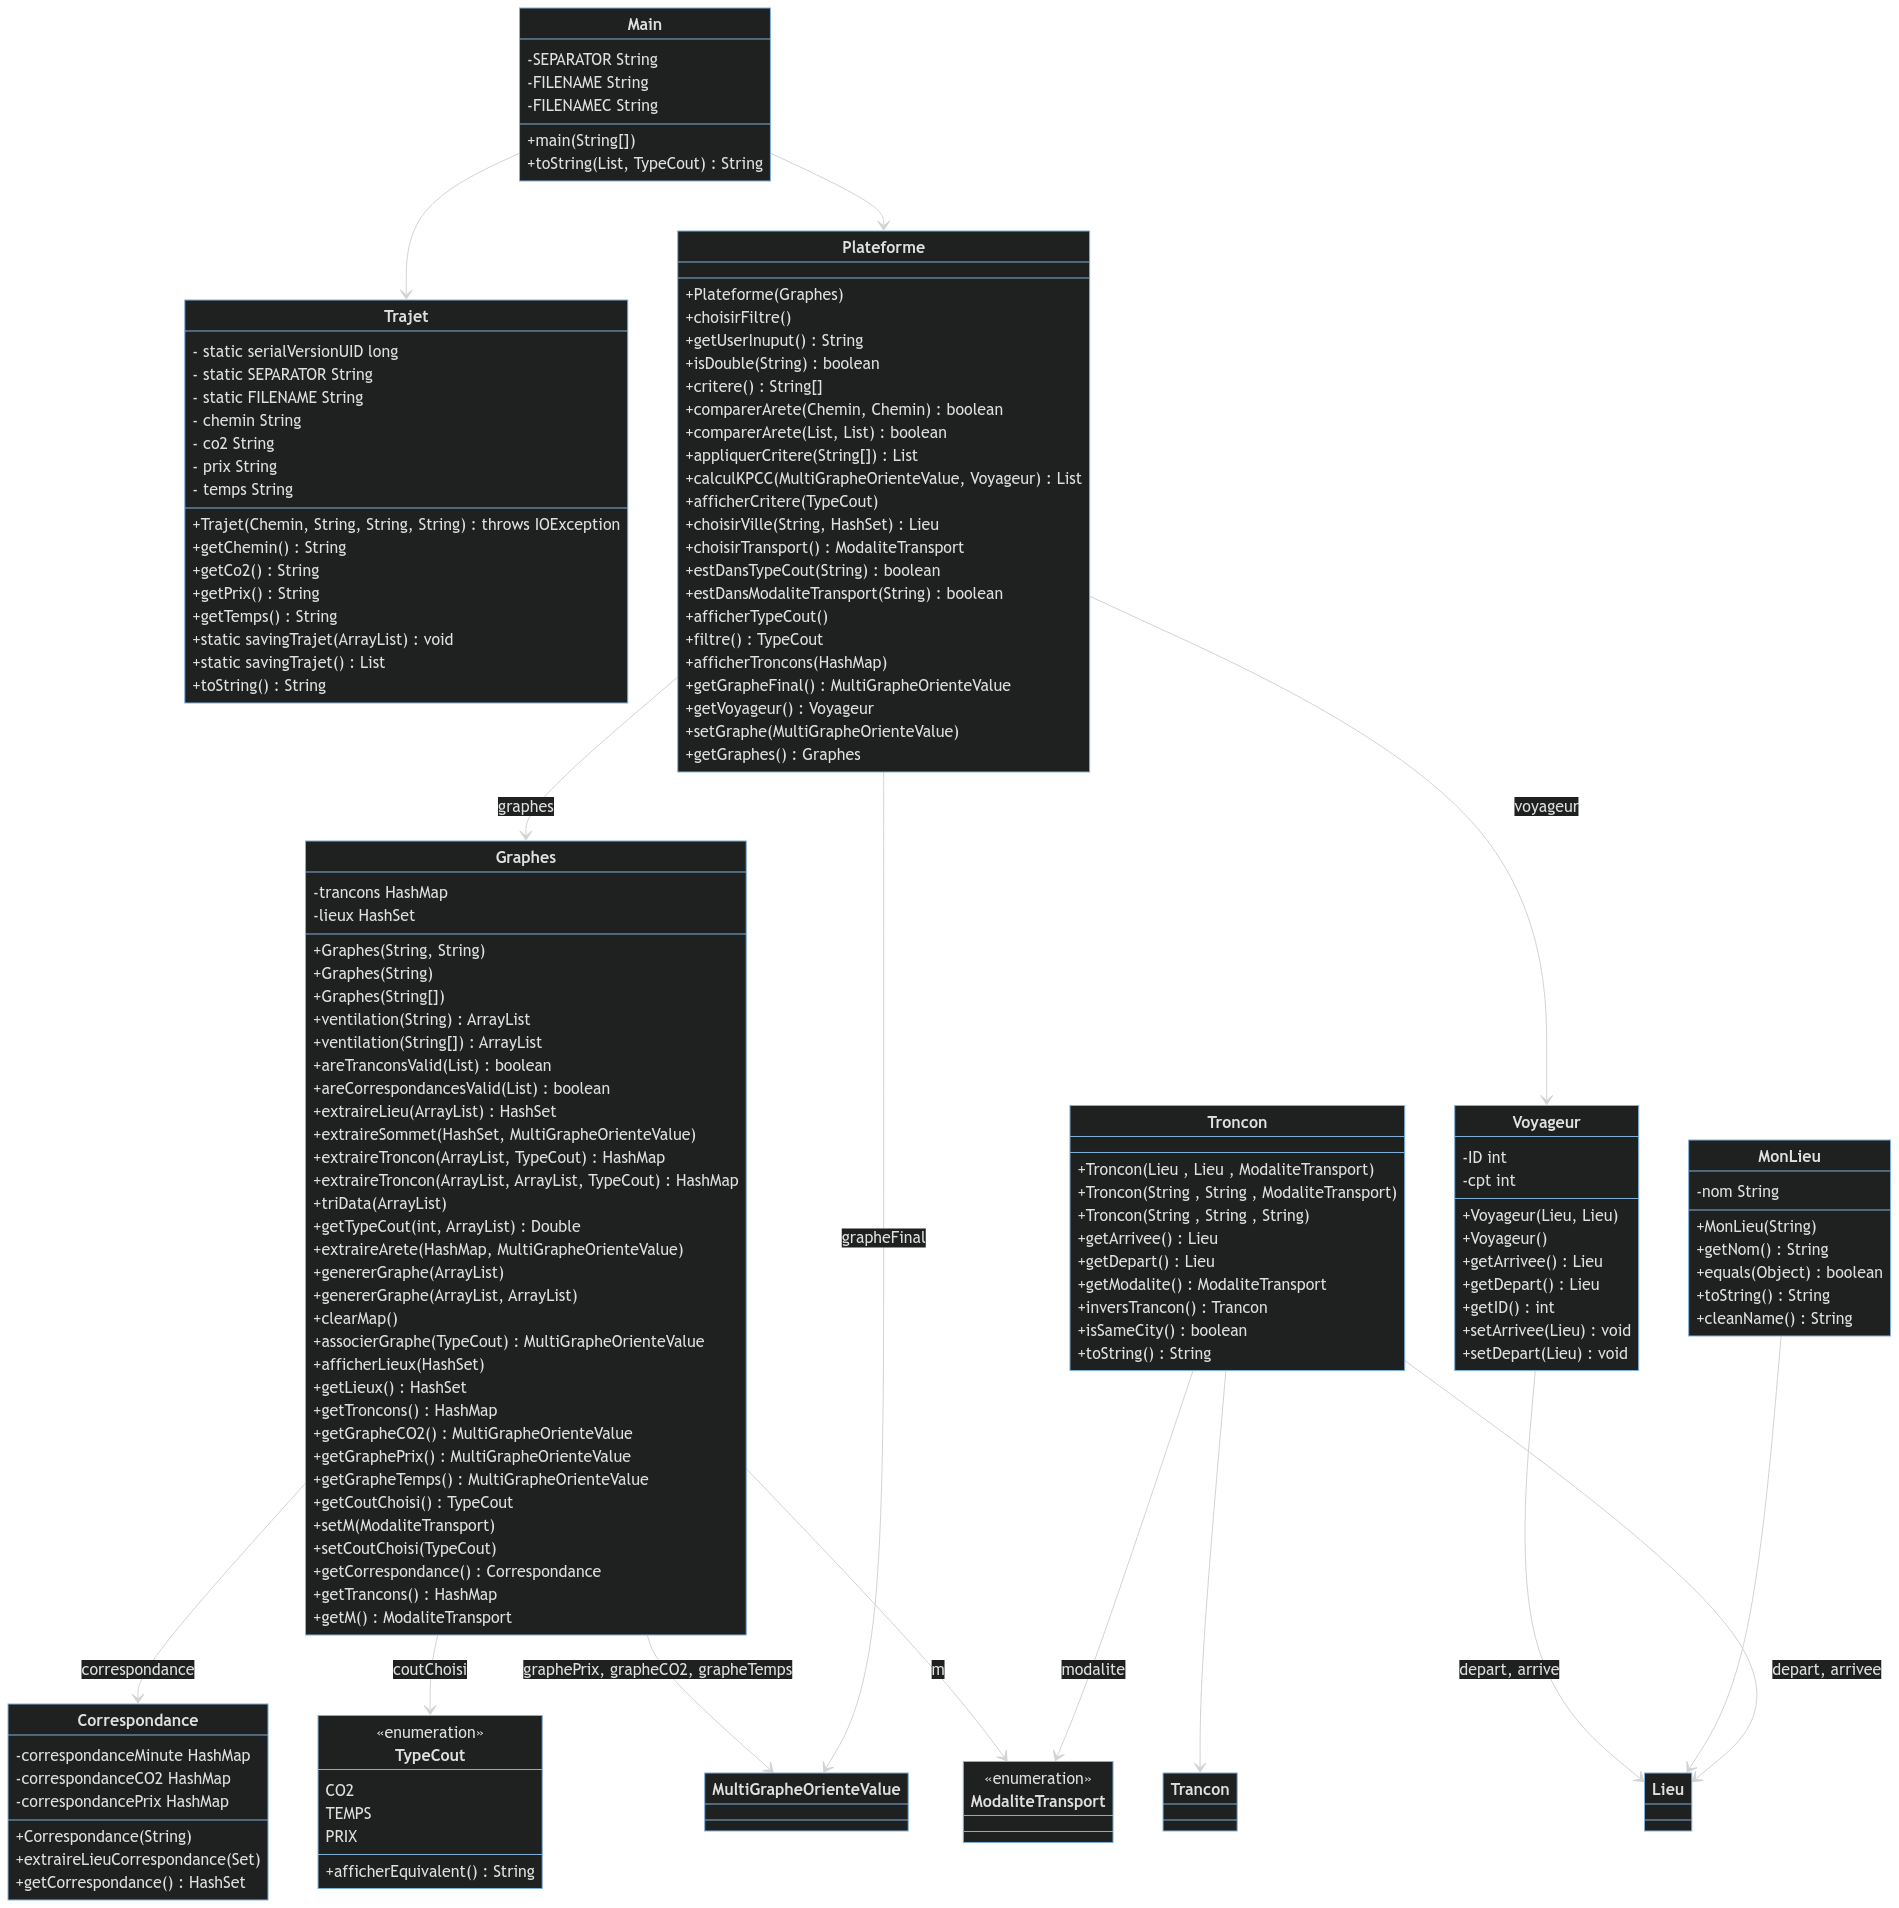 Main
-SEPARATOR String
-FILENAME String
-FILENAMEC String
+main(String[])
+toString(List, TypeCout) : String
Trajet
- static serialVersionUID long
- static SEPARATOR String
- static FILENAME String
- chemin String
- co2 String
- prix String
- temps String
+Trajet(Chemin, String, String, String) : throws IOException
+getChemin() : String
+getCo2() : String
+getPrix() : String
+getTemps() : String
+static savingTrajet(ArrayList) : void
+static savingTrajet() : List
+toString() : String
Plateforme
+Plateforme(Graphes)
+choisirFiltre()
+getUserInuput() : String
+isDouble(String) : boolean
+critere() : String[]
+comparerArete(Chemin, Chemin) : boolean
+comparerArete(List, List) : boolean
+appliquerCritere(String[]) : List
+calculKPCC(MultiGrapheOrienteValue, Voyageur) : List
+afficherCritere(TypeCout)
+choisirVille(String, HashSet) : Lieu
+choisirTransport() : ModaliteTransport
+estDansTypeCout(String) : boolean
+estDansModaliteTransport(String) : boolean
+afficherTypeCout()
+filtre() : TypeCout
+afficherTroncons(HashMap)
+getGrapheFinal() : MultiGrapheOrienteValue
+getVoyageur() : Voyageur
+setGraphe(MultiGrapheOrienteValue)
+getGraphes() : Graphes
graphes
voyageur
Graphes
-trancons HashMap
-lieux HashSet
+Graphes(String, String)
+Graphes(String)
+Graphes(String[])
+ventilation(String) : ArrayList
+ventilation(String[]) : ArrayList
+areTranconsValid(List) : boolean
+areCorrespondancesValid(List) : boolean
+extraireLieu(ArrayList) : HashSet
+extraireSommet(HashSet, MultiGrapheOrienteValue)
+extraireTroncon(ArrayList, TypeCout) : HashMap
+extraireTroncon(ArrayList, ArrayList, TypeCout) : HashMap
+triData(ArrayList)
+getTypeCout(int, ArrayList) : Double
+extraireArete(HashMap, MultiGrapheOrienteValue)
+genererGraphe(ArrayList)
+genererGraphe(ArrayList, ArrayList)
+clearMap()
+associerGraphe(TypeCout) : MultiGrapheOrienteValue
+afficherLieux(HashSet)
+getLieux() : HashSet
+getTroncons() : HashMap
+getGrapheCO2() : MultiGrapheOrienteValue
+getGraphePrix() : MultiGrapheOrienteValue
+getGrapheTemps() : MultiGrapheOrienteValue
+getCoutChoisi() : TypeCout
+setM(ModaliteTransport)
+setCoutChoisi(TypeCout)
+getCorrespondance() : Correspondance
+getTrancons() : HashMap
+getM() : ModaliteTransport
grapheFinal
Troncon
+Troncon(Lieu , Lieu , ModaliteTransport)
+Troncon(String , String , ModaliteTransport)
+Troncon(String , String , String)
+getArrivee() : Lieu
+getDepart() : Lieu
+getModalite() : ModaliteTransport
+inversTrancon() : Trancon
+isSameCity() : boolean
+toString() : String
Voyageur
-ID int
-cpt int
+Voyageur(Lieu, Lieu)
+Voyageur()
+getArrivee() : Lieu
+getDepart() : Lieu
+getID() : int
+setArrivee(Lieu) : void
+setDepart(Lieu) : void
MonLieu
-nom String
+MonLieu(String)
+getNom() : String
+equals(Object) : boolean
+toString() : String
+cleanName() : String
correspondance
coutChoisi
graphePrix, grapheCO2, grapheTemps
m
modalite
depart, arrive
depart, arrivee
Correspondance
-correspondanceMinute HashMap
-correspondanceCO2 HashMap
-correspondancePrix HashMap
+Correspondance(String)
+extraireLieuCorrespondance(Set)
+getCorrespondance() : HashSet
«enumeration»
TypeCout
CO2
TEMPS
PRIX
+afficherEquivalent() : String
MultiGrapheOrienteValue
«enumeration»
ModaliteTransport
Trancon
Lieu